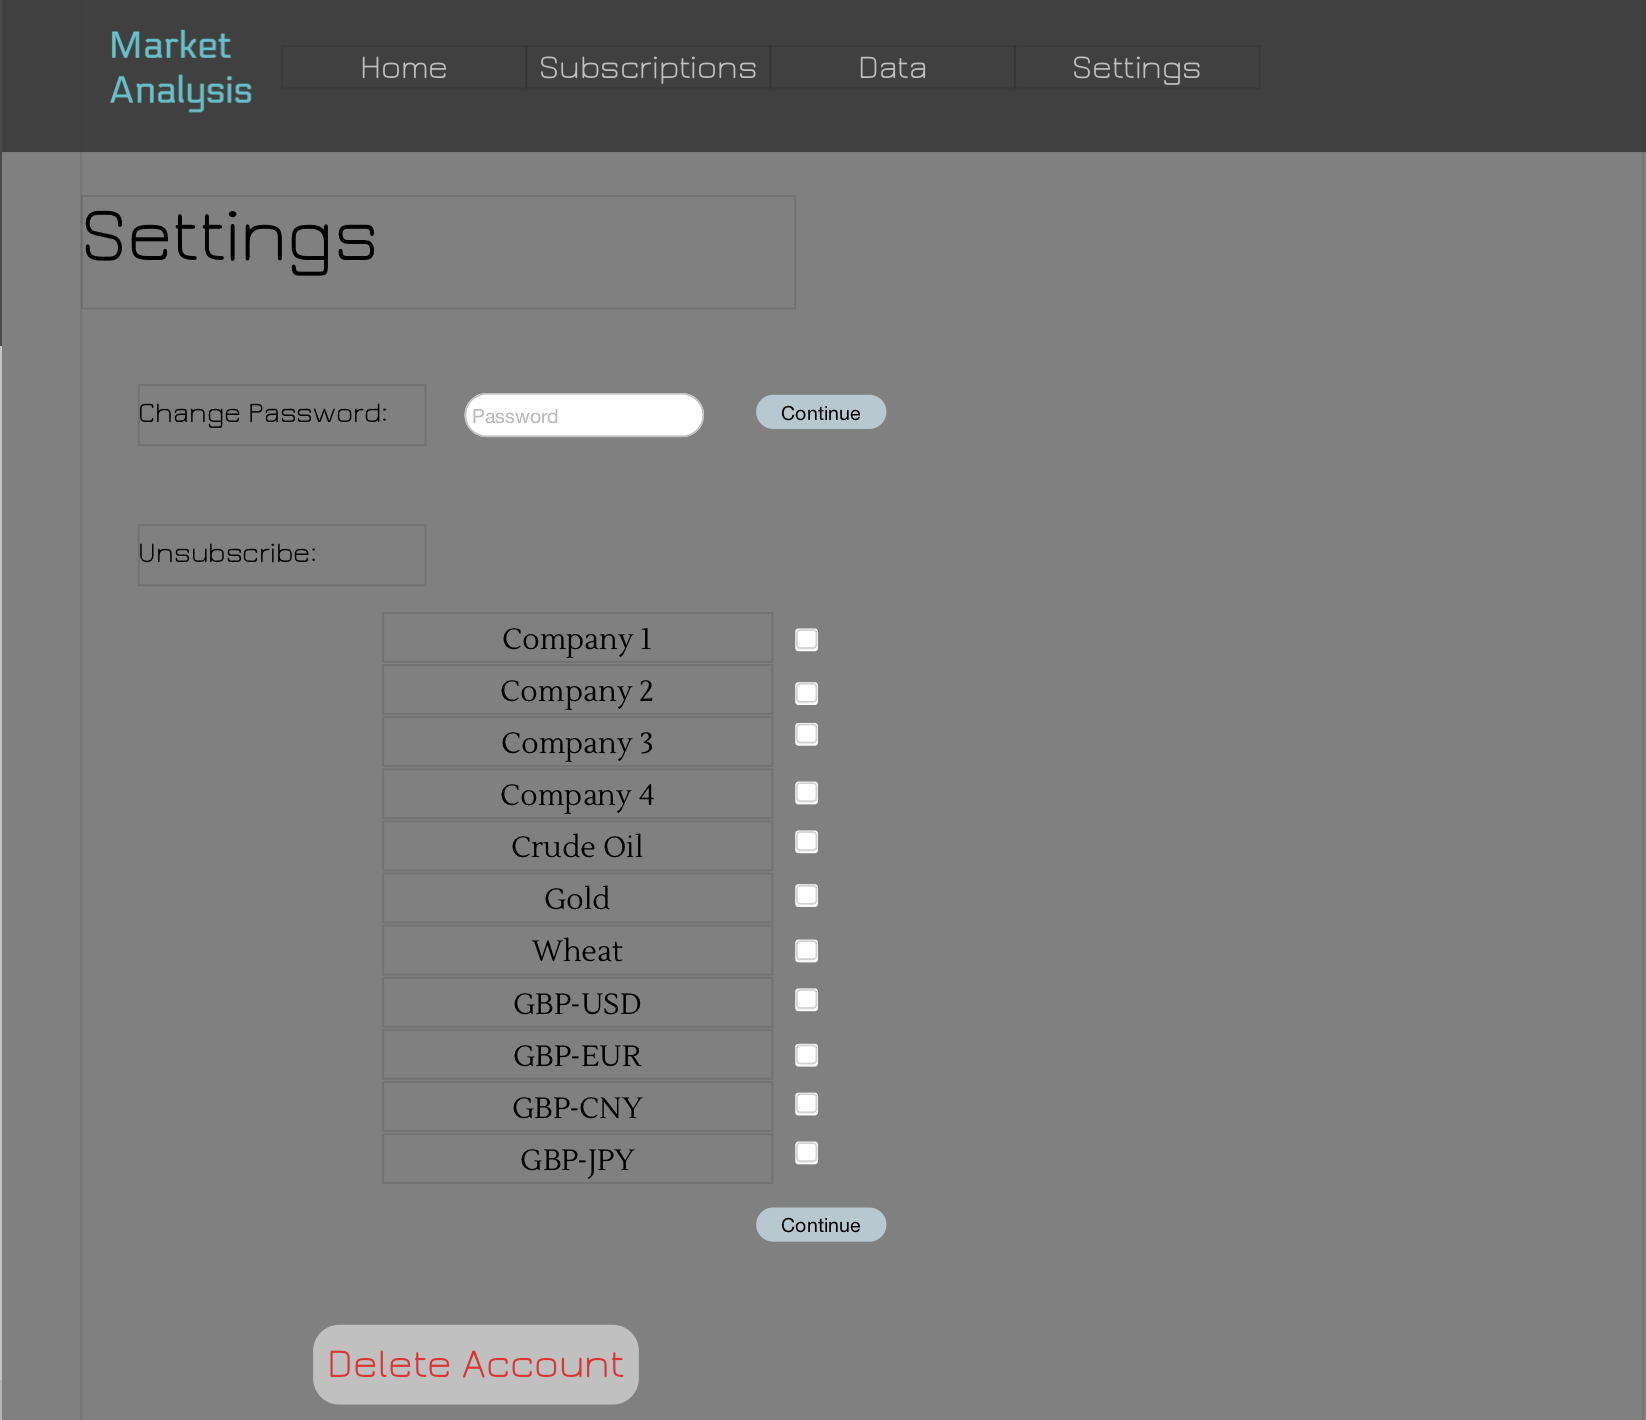 Market
Analysis
Home Subscriptions Data Settings
Settings
Change Password: Password Continue
Unsubscribe:
Company 1
Company 2
Company 3
Company 4
Crude Oil
Gold
Wheat
GBP-USD
GBP-EUR
GBP-CNY
GBP-JPY
Continue
Delete Account